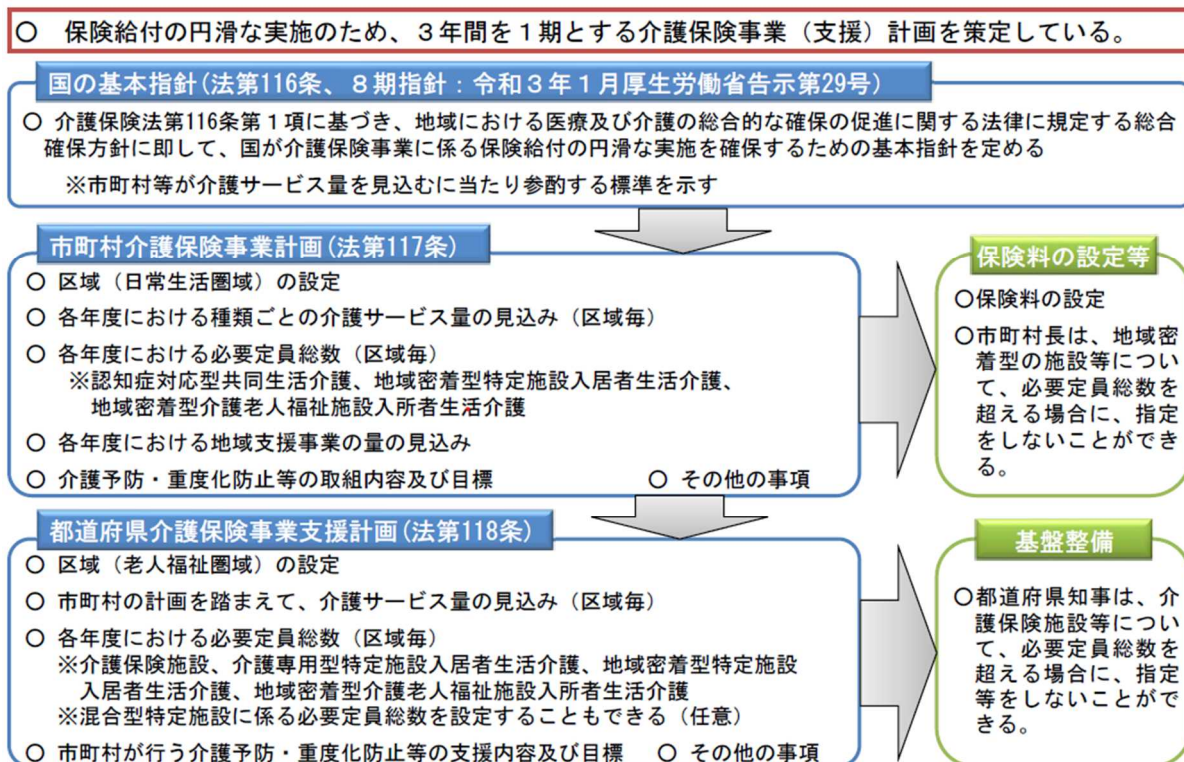 ○ 保険給付の円滑な実施のため、３年間を１期とする介護保険事業（支援）計画を策定している。
国の基本指針(法第116条、８期指針：令和３年１月厚生労働省告示第29号)
○ 介護保険法第116条第１項に基づき、地域における医療及び介護の総合的な確保の促進に関する法律に規定する総合
確保方針に即して、国が介護保険事業に係る保険給付の円滑な実施を確保するための基本指針を定める
※市町村等が介護サービス量を見込むに当たり参酌する標準を示す
市町村介護保険事業計画(法第117条)
○ 区域（日常生活圏域）の設定
○ 各年度における種類ごとの介護サービス量の見込み（区域毎）
○ 各年度における必要定員総数（区域毎）
※認知症対応型共同生活介護、地域密着型特定施設入居者生活介護、
地域密着型介護老人福祉施設入所者生活介護
○ 各年度における地域支援事業の量の見込み
○ 介護予防・重度化防止等の取組内容及び目標 ○ その他の事項
保険料の設定等
○保険料の設定
○市町村長は、地域密
着型の施設等につい
て、必要定員総数を
超える場合に、指定
をしないことができ
る。
都道府県介護保険事業支援計画(法第118条)
○ 区域（老人福祉圏域）の設定
○ 市町村の計画を踏まえて、介護サービス量の見込み（区域毎）
○ 各年度における必要定員総数（区域毎）
※介護保険施設、介護専用型特定施設入居者生活介護、地域密着型特定施設
入居者生活介護、地域密着型介護老人福祉施設入所者生活介護
※混合型特定施設に係る必要定員総数を設定することもできる（任意）
○ 市町村が行う介護予防・重度化防止等の支援内容及び目標 ○ その他の事項
基盤整備
○都道府県知事は、介
護保険施設等につい
て、必要定員総数を
超える場合に、指定
等をしないことがで
きる。